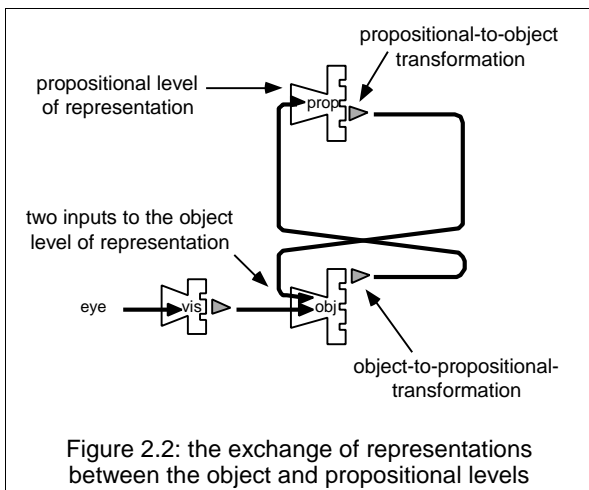 propositional-to-object
transformation
propositional level
of representation
prop
two inputs to the object
level of representation
eye
vis
obj
object-to-propositional-
transformation
Figure 2.2: the exchange of representations
between the object and propositional levels